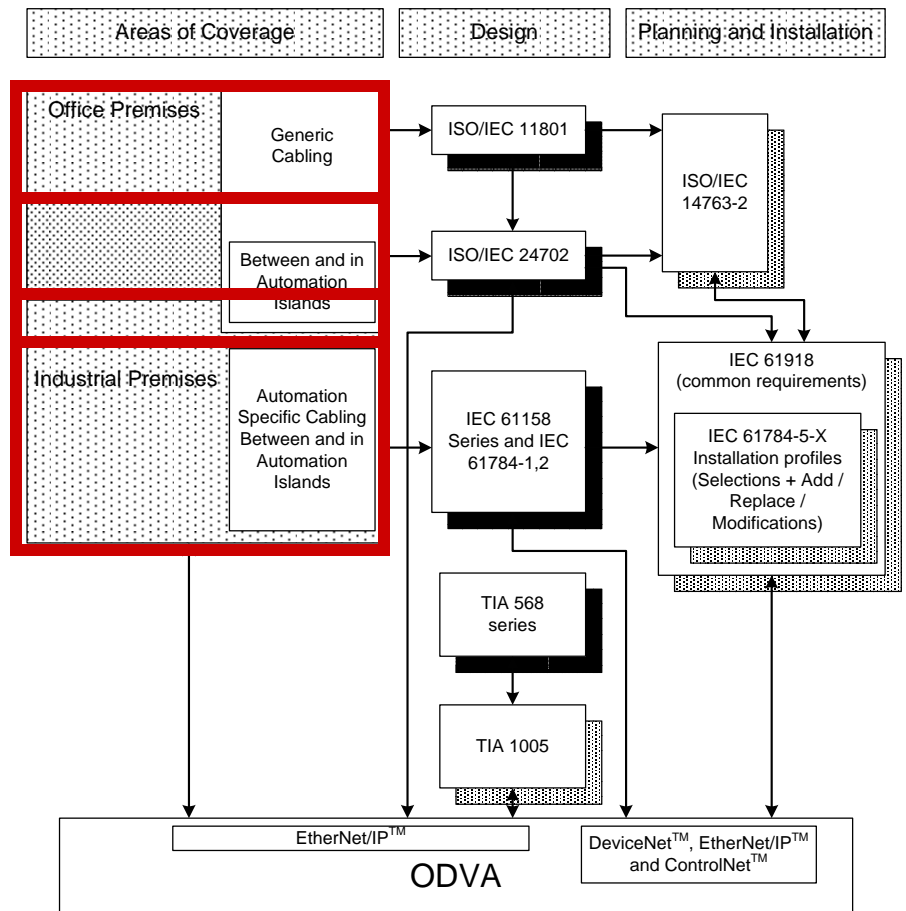 Areas of Coverage
Design
Planning and Installation
Office Premises
Generic
Cabling
ISO/IEC 11801
ISO/IEC
14763-2
Between and in
Automation
Islands
ISO/IEC 24702
Industrial Premises
Automation
Specific Cabling
Between and in
Automation
Islands
IEC 61158
Series and IEC
61784-1,2
IEC 61918
(common requirements)
IEC 61784-5-X
Installation profiles
(Selections + Add /
Replace /
Modifications)
TIA 568
series
TIA 1005
EtherNet/IP™
DeviceNet™, EtherNet/IP™
and ControlNet™
ODVA